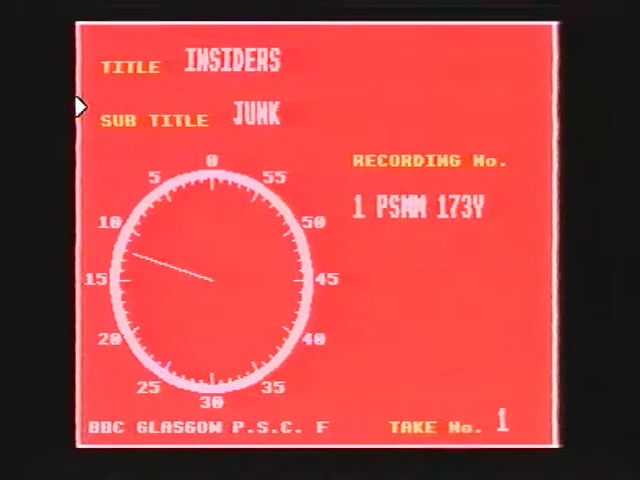 TITLE INSIDERS
SUB TITLE JUNK
RECORDING No.
1 PSMM 173Y
0
5 55
10 50
15 45
20 40
25 35
30
BBC GLASGOW P.S.C. F
TAKE No. 1